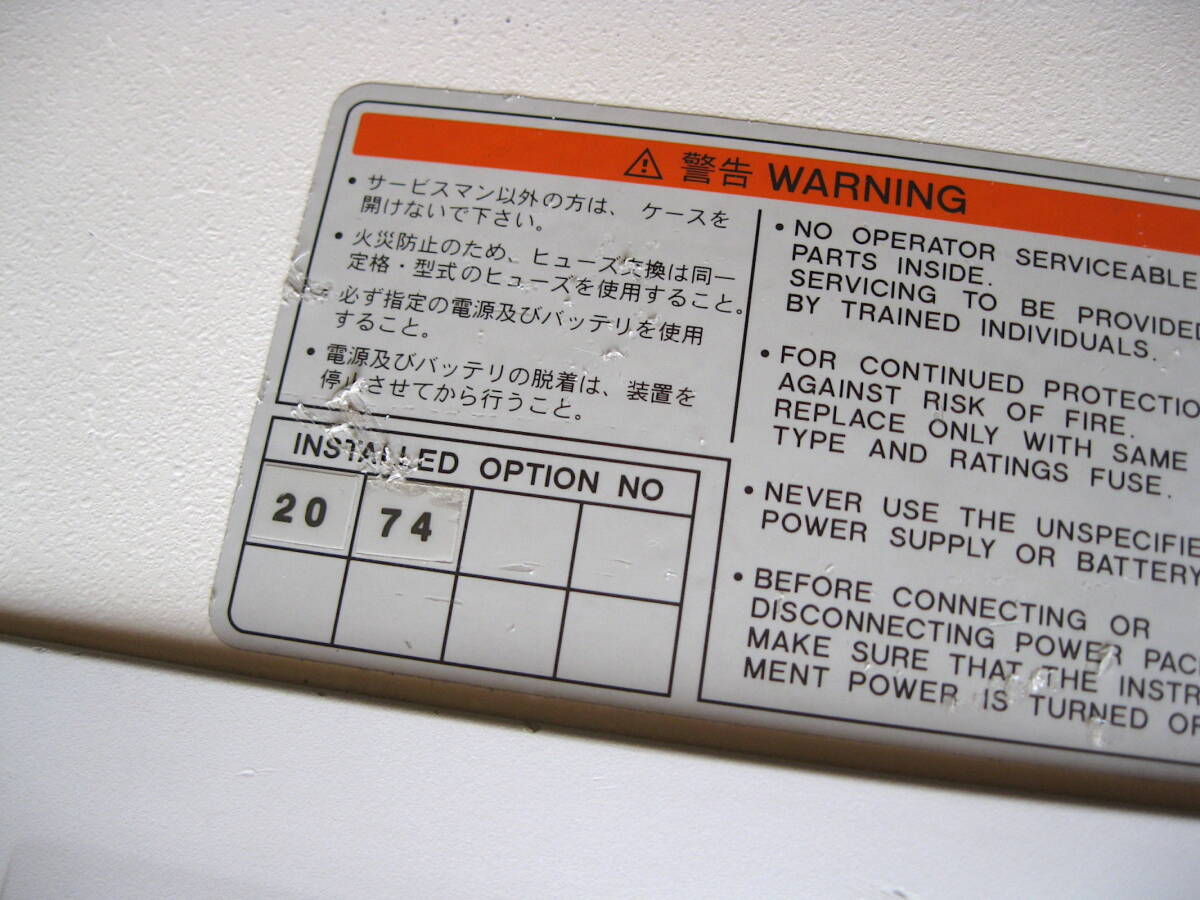 ⚠ 警告 WARNING
• サービスマン以外の方は、ケースを
開けないで下さい。
• 火災防止のため、ヒューズ交換は同一
定格・型式のヒューズを使用すること。
必ず指定の電源及びバッテリを使用
すること。
• 電源及びバッテリの脱着は、装置を
停止させてから行うこと。
INSTALLED OPTION NO
20 74
• NO OPERATOR SERVICEABLE
PARTS INSIDE.
SERVICING TO BE PROVIDED
BY TRAINED INDIVIDUALS.
• FOR CONTINUED PROTECTIO
AGAINST RISK OF FIRE.
REPLACE ONLY WITH SAME
TYPE AND RATINGS FUSE.
• NEVER USE THE UNSPECIFIE
POWER SUPPLY OR BATTERY
• BEFORE CONNECTING OR
DISCONNECTING POWER PAC
MAKE SURE THAT THE INSTR
MENT POWER IS TURNED OF